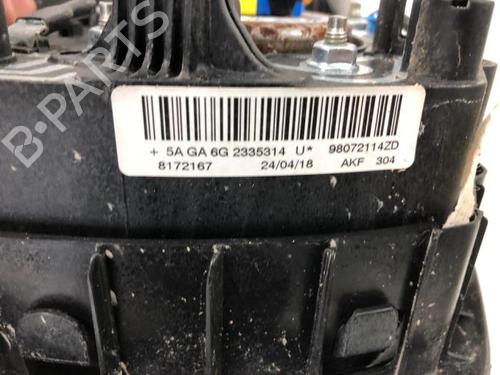 + 5A GA 6G 2335314 U* 98072114ZD
8172167 24/04/18 AKF 304
B-PARTS